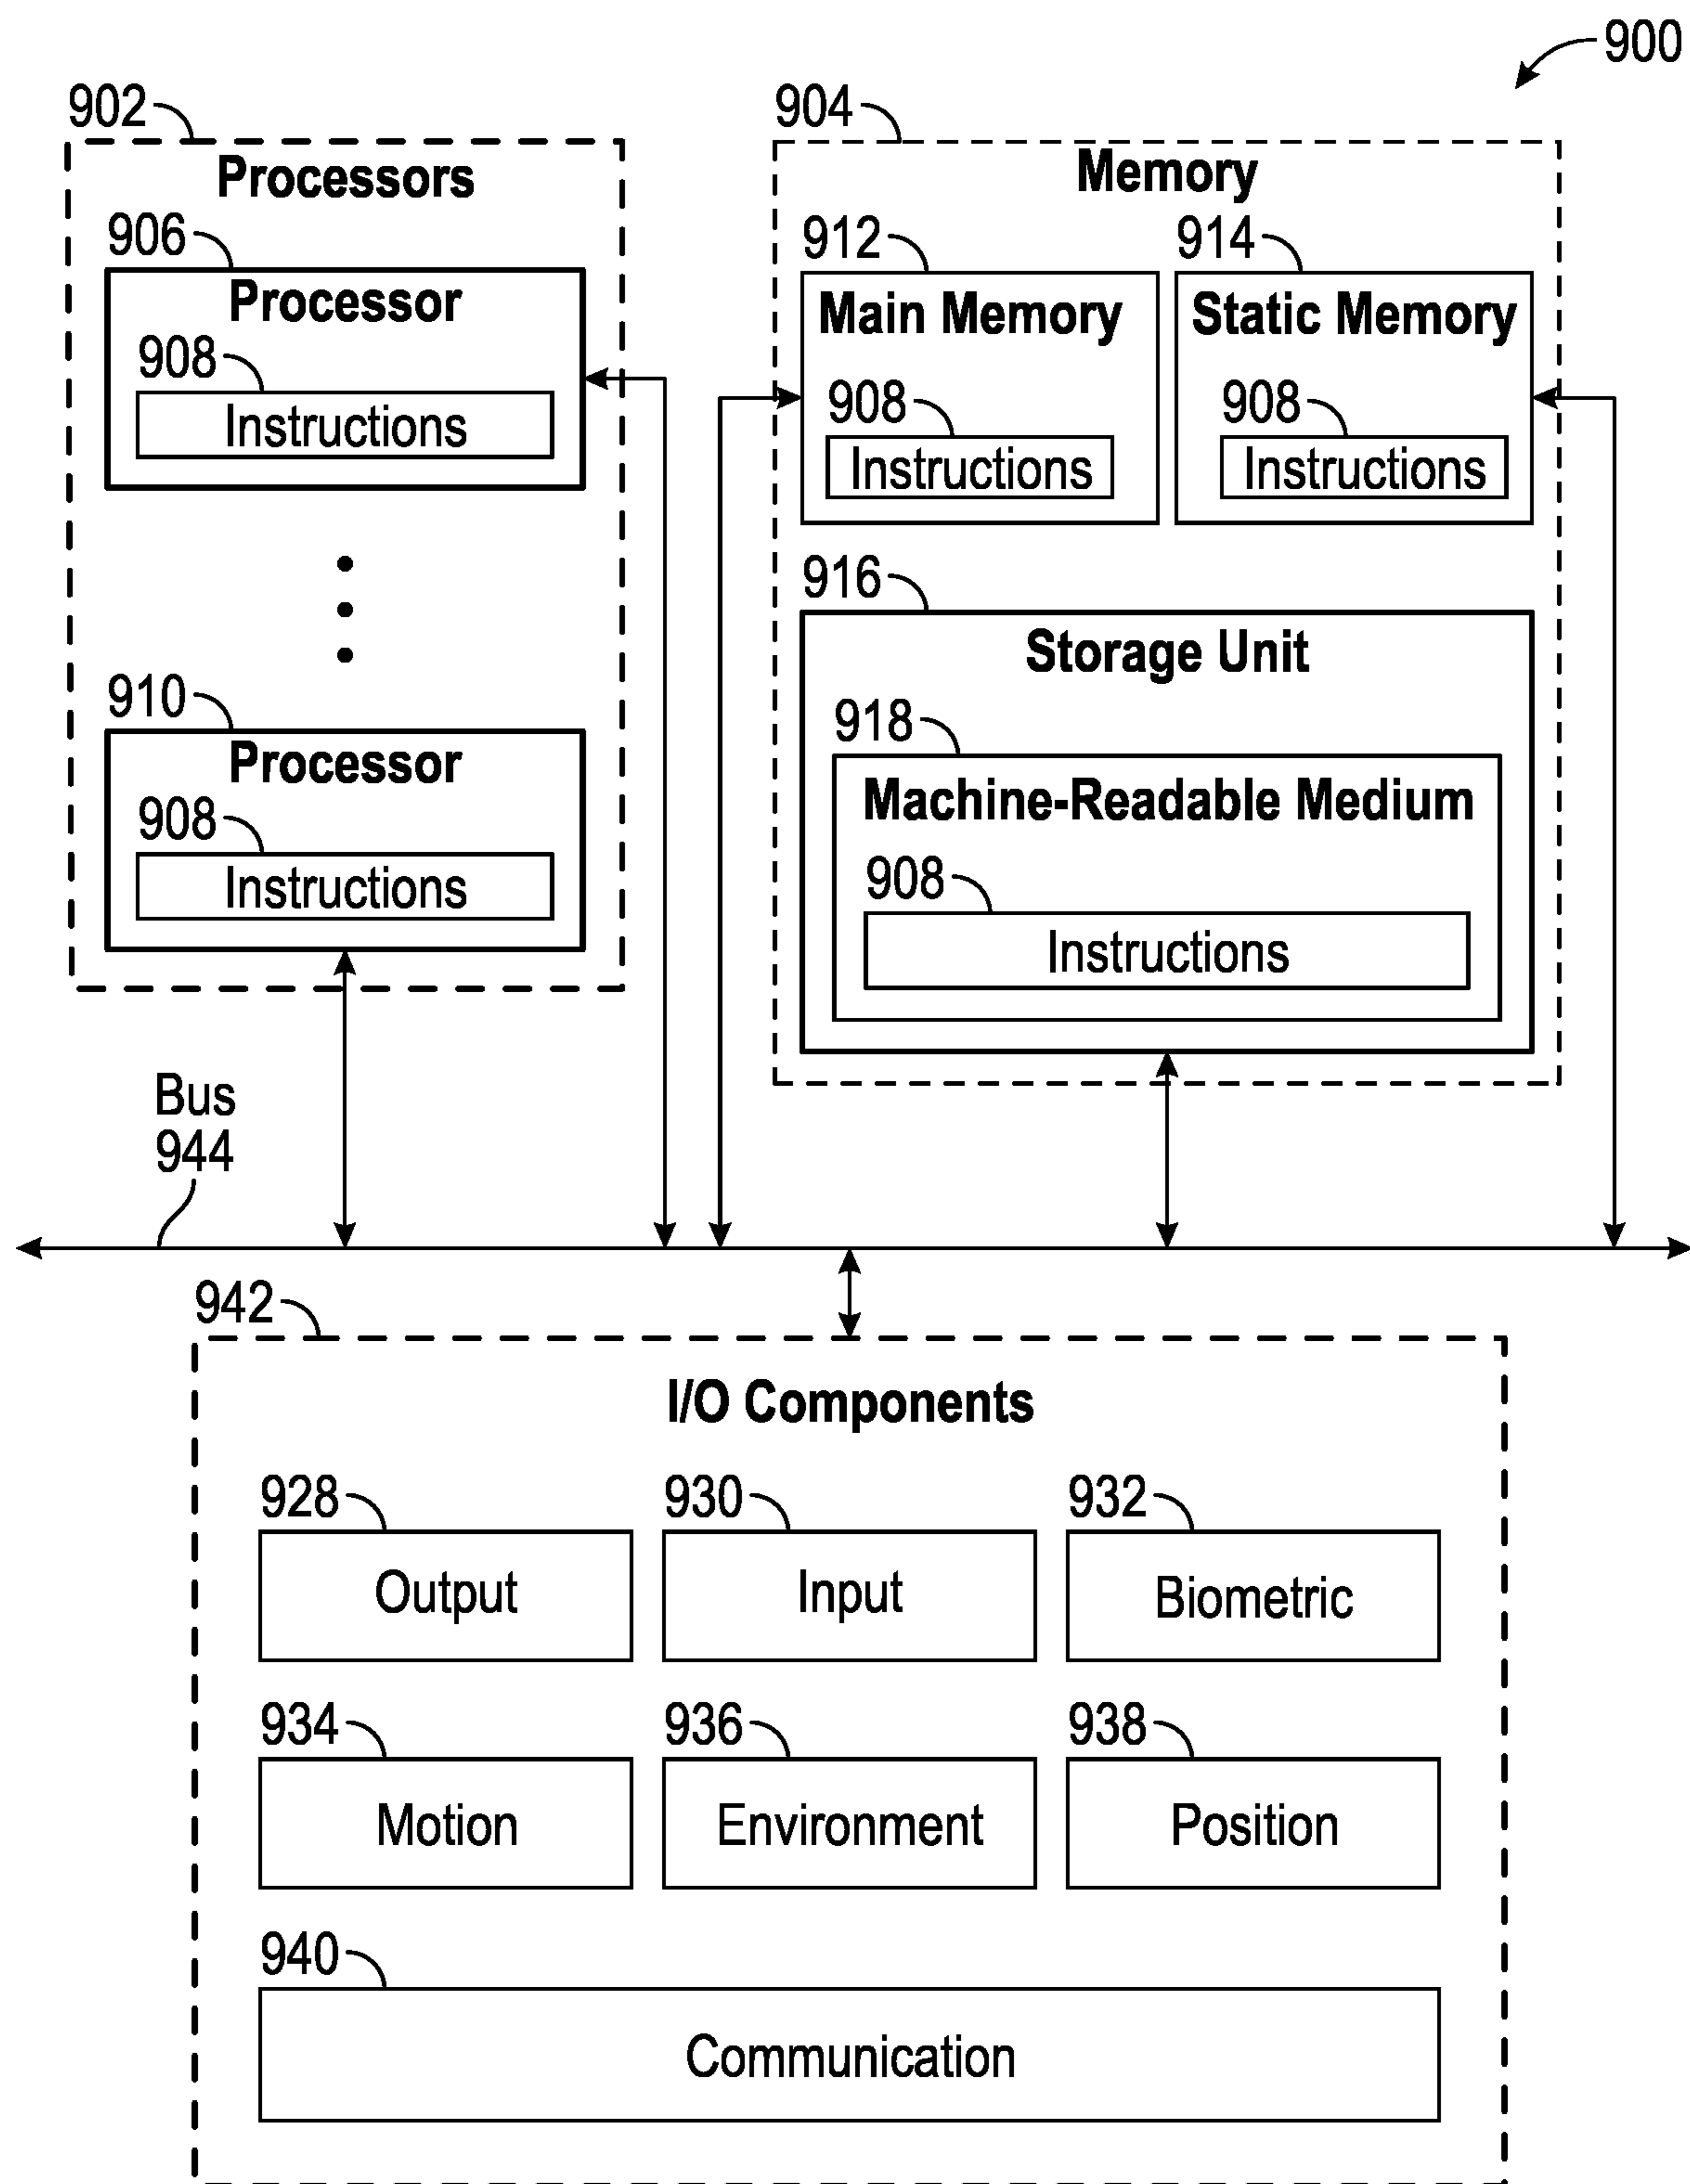 900
902
Processors
906
Processor
908
Instructions
910
Processor
908
Instructions
904
Memory
912
Main Memory
908
Instructions
914
Static Memory
908
Instructions
916
Storage Unit
918
Machine-Readable Medium
908
Instructions
Bus
944
942
I/O Components
928
Output
930
Input
932
Biometric
934
Motion
936
Environment
938
Position
940
Communication